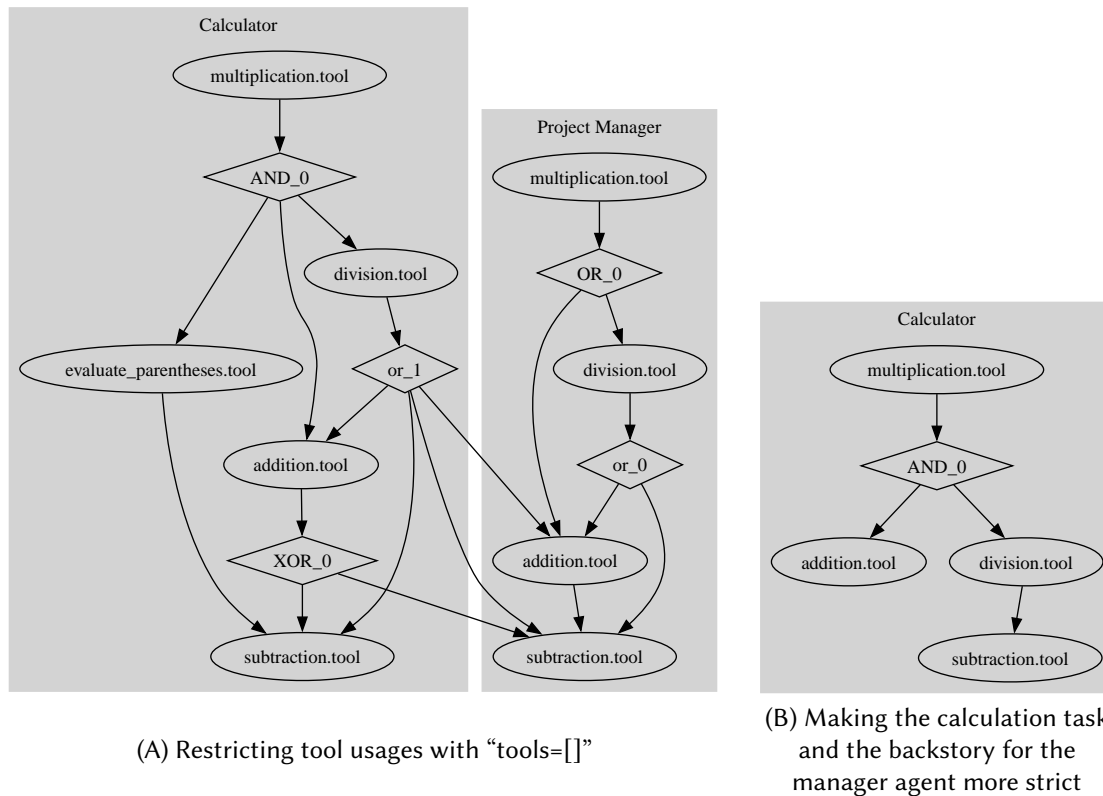 Calculator
multiplication.tool
AND_0
division.tool
evaluate_parentheses.tool
or_1
addition.tool
XOR_0
subtraction.tool
Project Manager
multiplication.tool
OR_0
division.tool
or_0
addition.tool
subtraction.tool
(A) Restricting tool usages with “tools=[]”
Calculator
multiplication.tool
AND_0
addition.tool
division.tool
subtraction.tool
(B) Making the calculation task
and the backstory for the
manager agent more strict